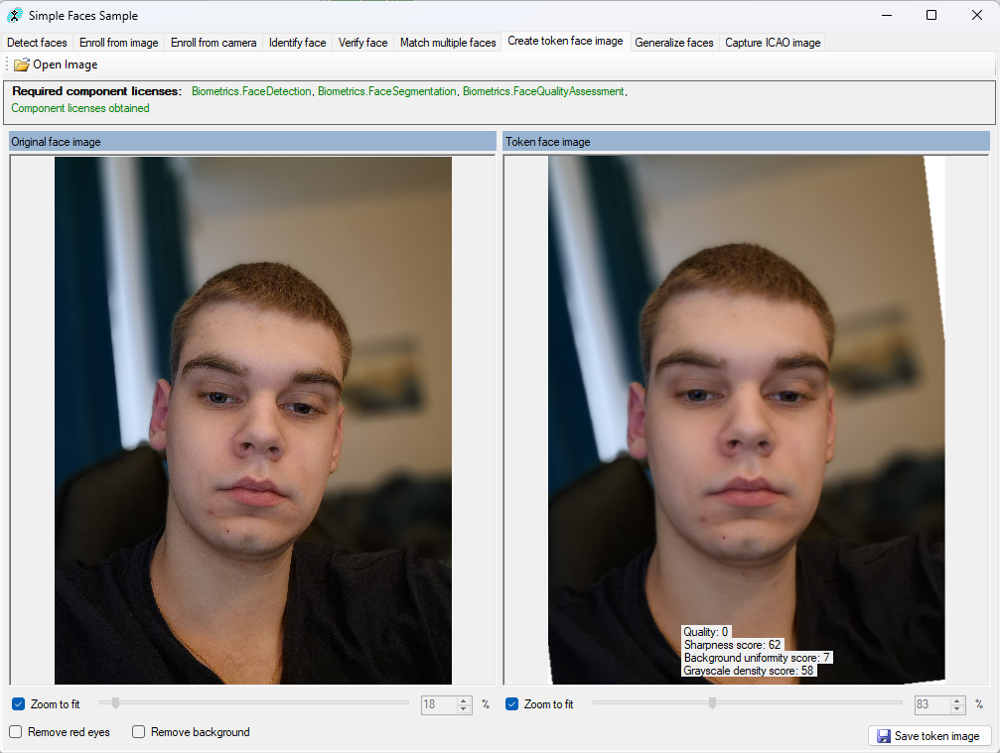 Simple Faces Sample
Detect faces Enroll from image Enroll from camera Identify face Verify face Match multiple faces Create token face image Generalize faces Capture ICAO image
Open Image
Required component licenses: Biometrics.FaceDetection, Biometrics.FaceSegmentation, Biometrics.FaceQualityAssessment,
Component licenses obtained
Original face image Token face image
Quality: 0
Sharpness score: 62
Background uniformity score: 7
Grayscale density score: 58
Zoom to fit 18 % Zoom to fit 83 %
Remove red eyes Remove background
Save token image